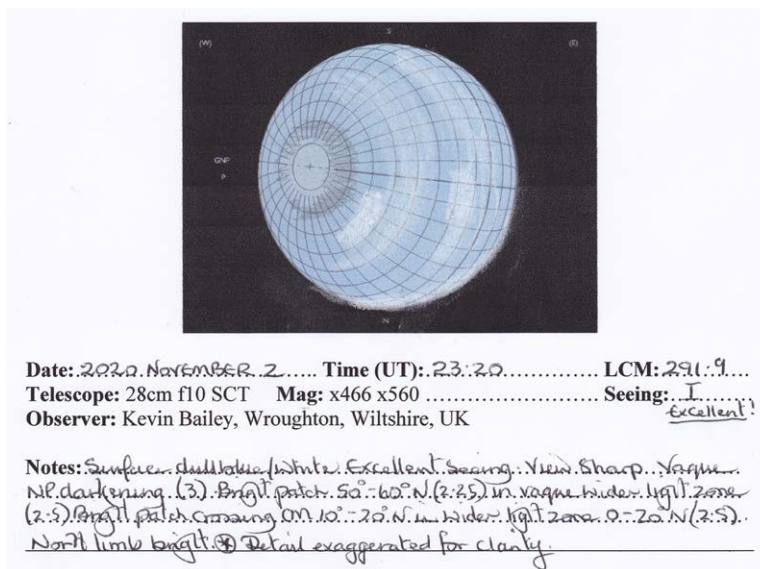 S
(W) (E)
GNP
P
N
Date: 2020 NOVEMBER 2 Time (UT): 23:20 LCM: 291.9
Telescope: 28cm f10 SCT Mag: x466 x560 Seeing: I
Observer: Kevin Bailey, Wroughton, Wiltshire, UK Excellent!
Notes: Surface dull blue/white. Excellent Seeing. View Sharp. Vague
NP darkening (3). Bright patch 50°-60°N (2.25) in vague wider light zone
(2.5) Bright patch crossing CM 10°-20°N in wider light zone 0-20°N (2.5).
North limb bright. * Detail exaggerated for clarity.